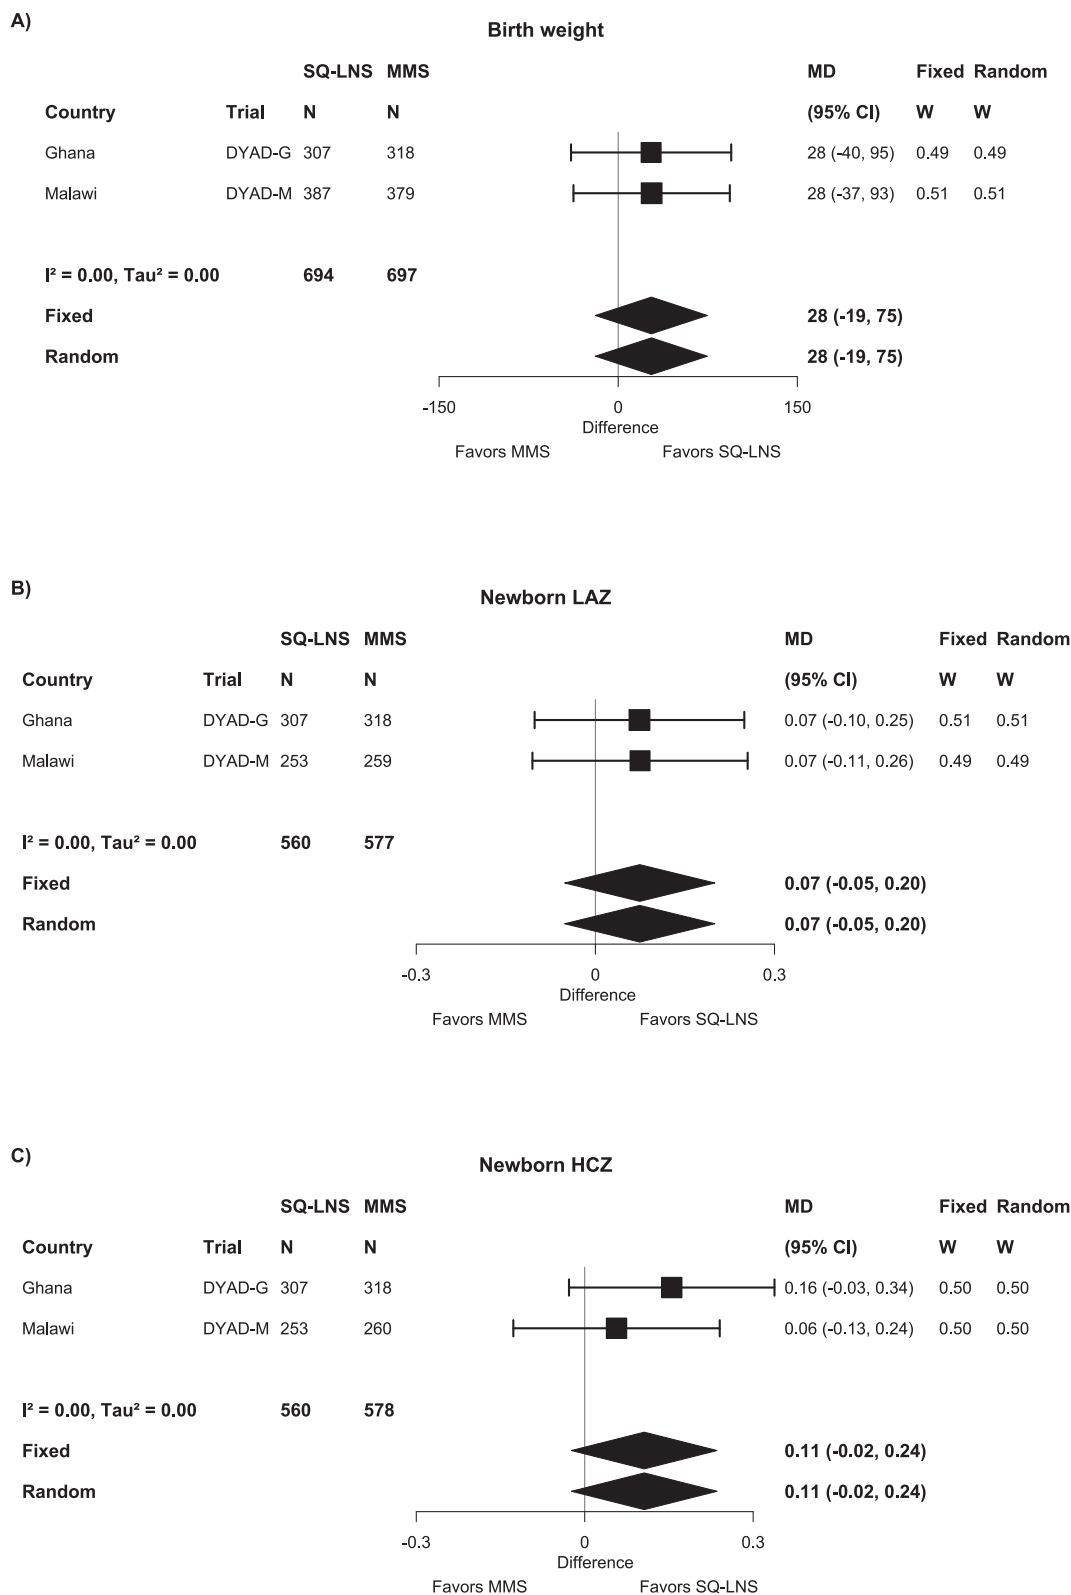 A)
Birth weight
SQ-LNS MMS MD Fixed Random
Country Trial N N (95% CI) W W
Ghana DYAD-G 307 318 28 (-40, 95) 0.49 0.49
Malawi DYAD-M 387 379 28 (-37, 93) 0.51 0.51
I² = 0.00, Tau² = 0.00 694 697
Fixed 28 (-19, 75)
Random 28 (-19, 75)
-150 0 150
Difference
Favors MMS Favors SQ-LNS
B)
Newborn LAZ
SQ-LNS MMS MD Fixed Random
Country Trial N N (95% CI) W W
Ghana DYAD-G 307 318 0.07 (-0.10, 0.25) 0.51 0.51
Malawi DYAD-M 253 259 0.07 (-0.11, 0.26) 0.49 0.49
I² = 0.00, Tau² = 0.00 560 577
Fixed 0.07 (-0.05, 0.20)
Random 0.07 (-0.05, 0.20)
-0.3 0 0.3
Difference
Favors MMS Favors SQ-LNS
C)
Newborn HCZ
SQ-LNS MMS MD Fixed Random
Country Trial N N (95% CI) W W
Ghana DYAD-G 307 318 0.16 (-0.03, 0.34) 0.50 0.50
Malawi DYAD-M 253 260 0.06 (-0.13, 0.24) 0.50 0.50
I² = 0.00, Tau² = 0.00 560 578
Fixed 0.11 (-0.02, 0.24)
Random 0.11 (-0.02, 0.24)
-0.3 0 0.3
Difference
Favors MMS Favors SQ-LNS